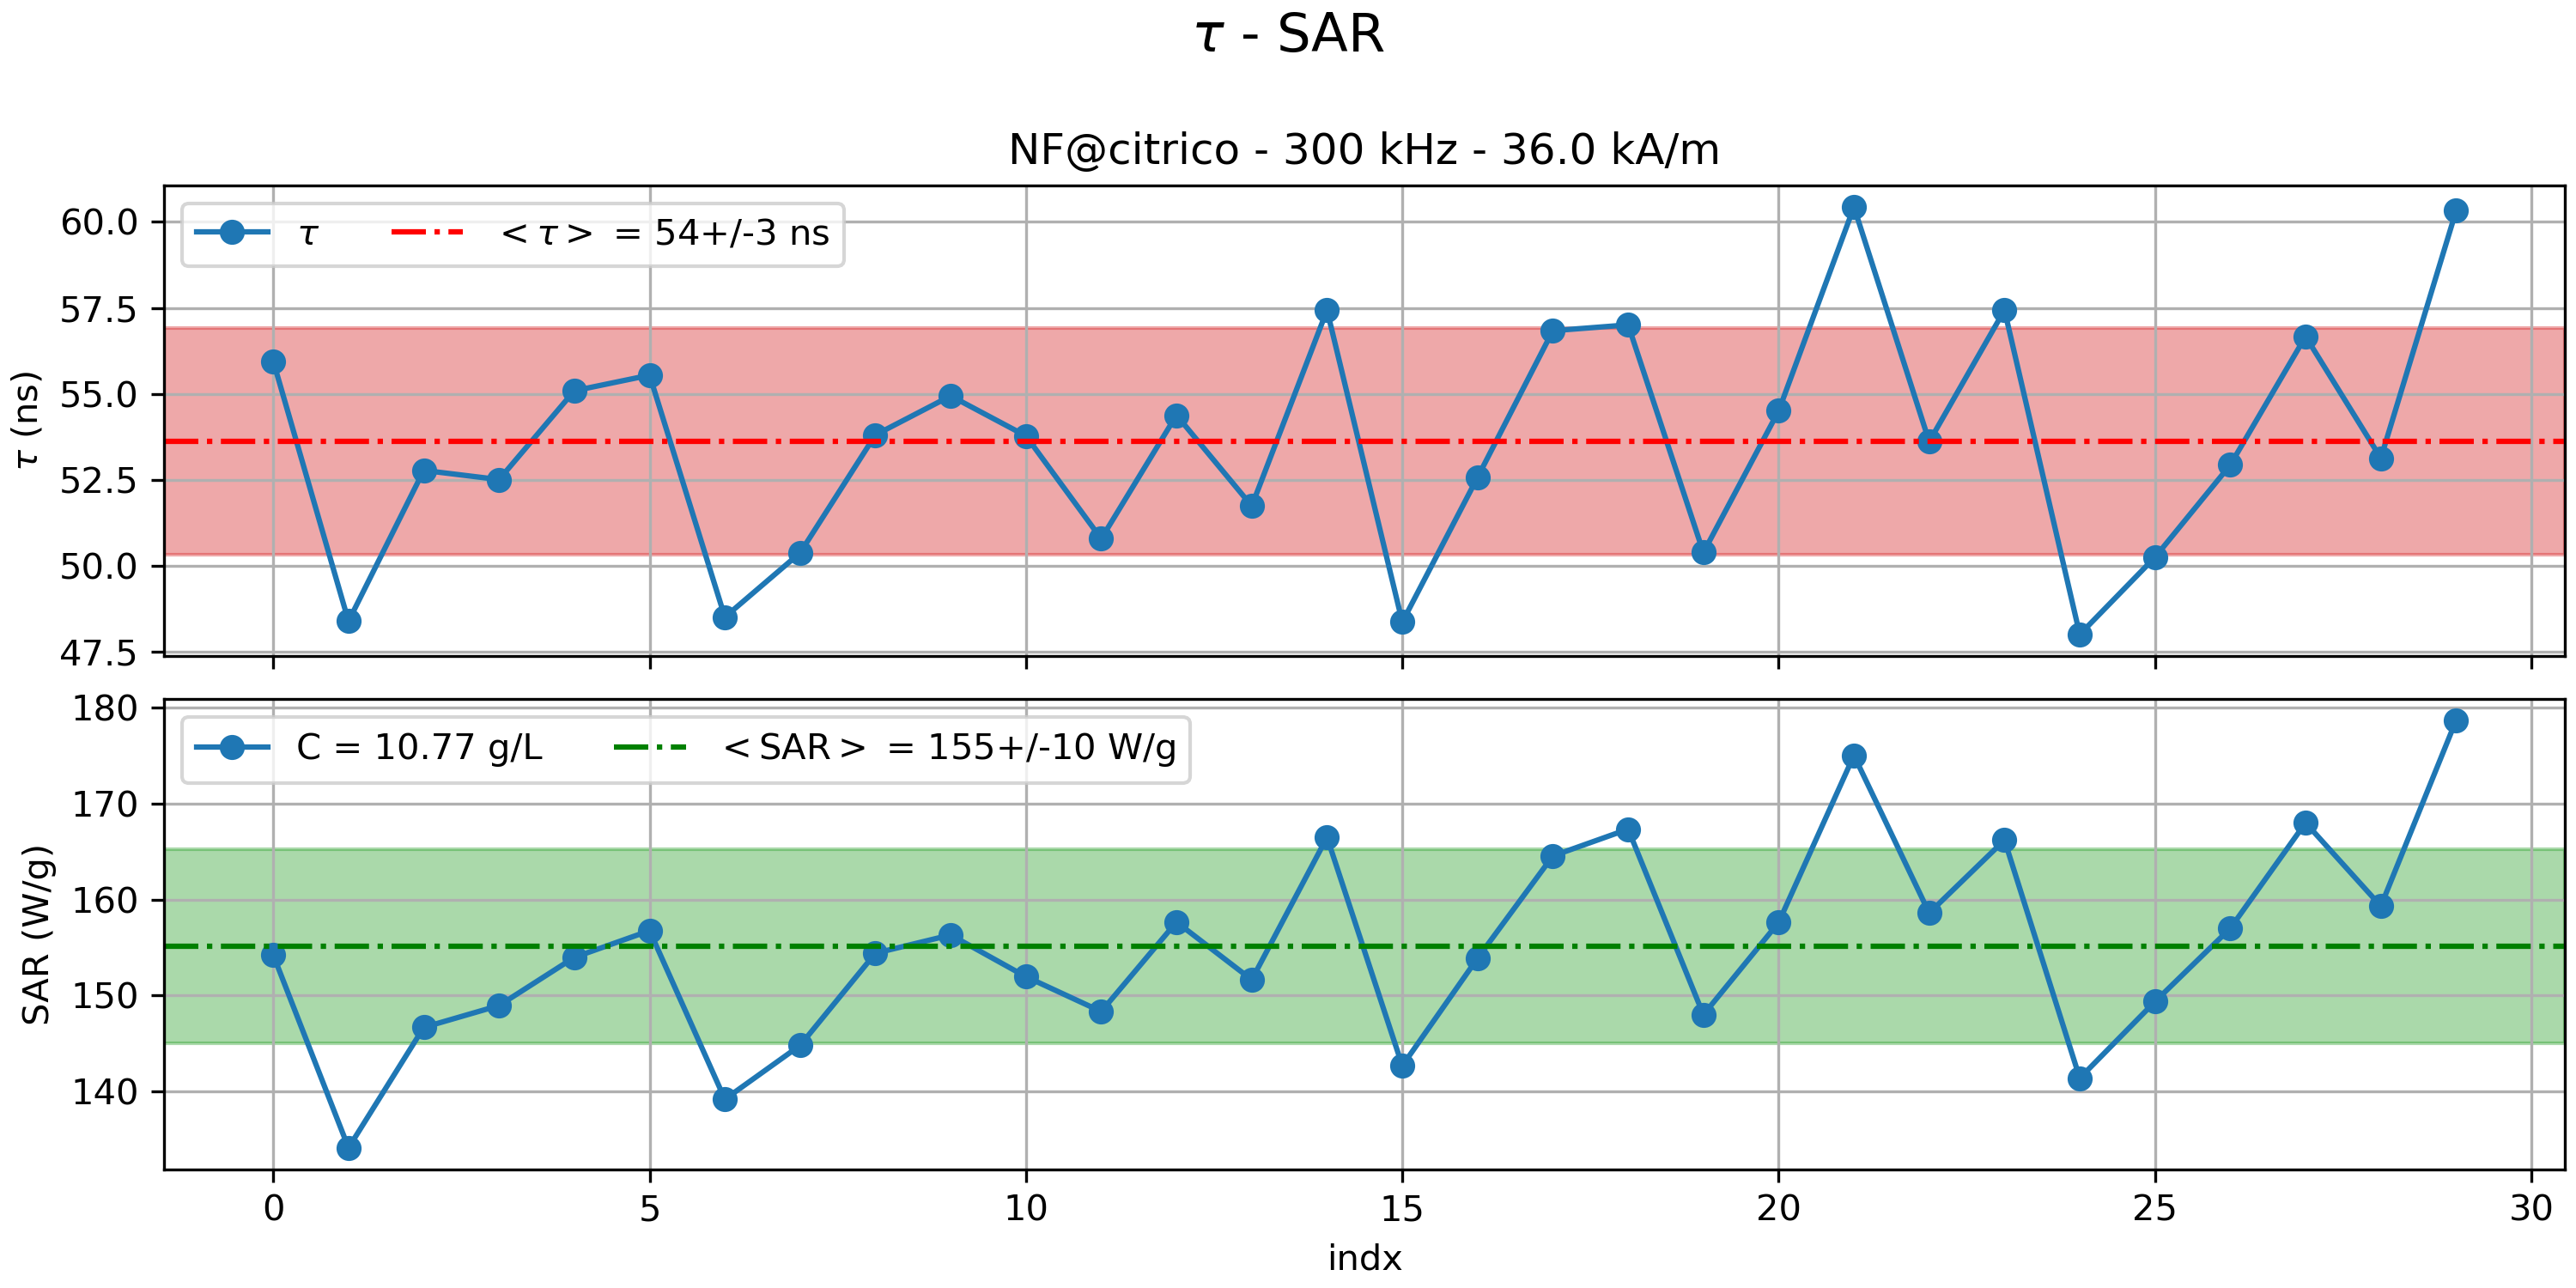 τ - SAR
NF@citrico - 300 kHz - 36.0 kA/m
τ (ns)
60.0
57.5
55.0
52.5
50.0
47.5
τ
<τ> = 54+/-3 ns
SAR (W/g)
180
170
160
150
140
C = 10.77 g/L
<SAR> = 155+/-10 W/g
0
5
10
15
20
25
30
indx